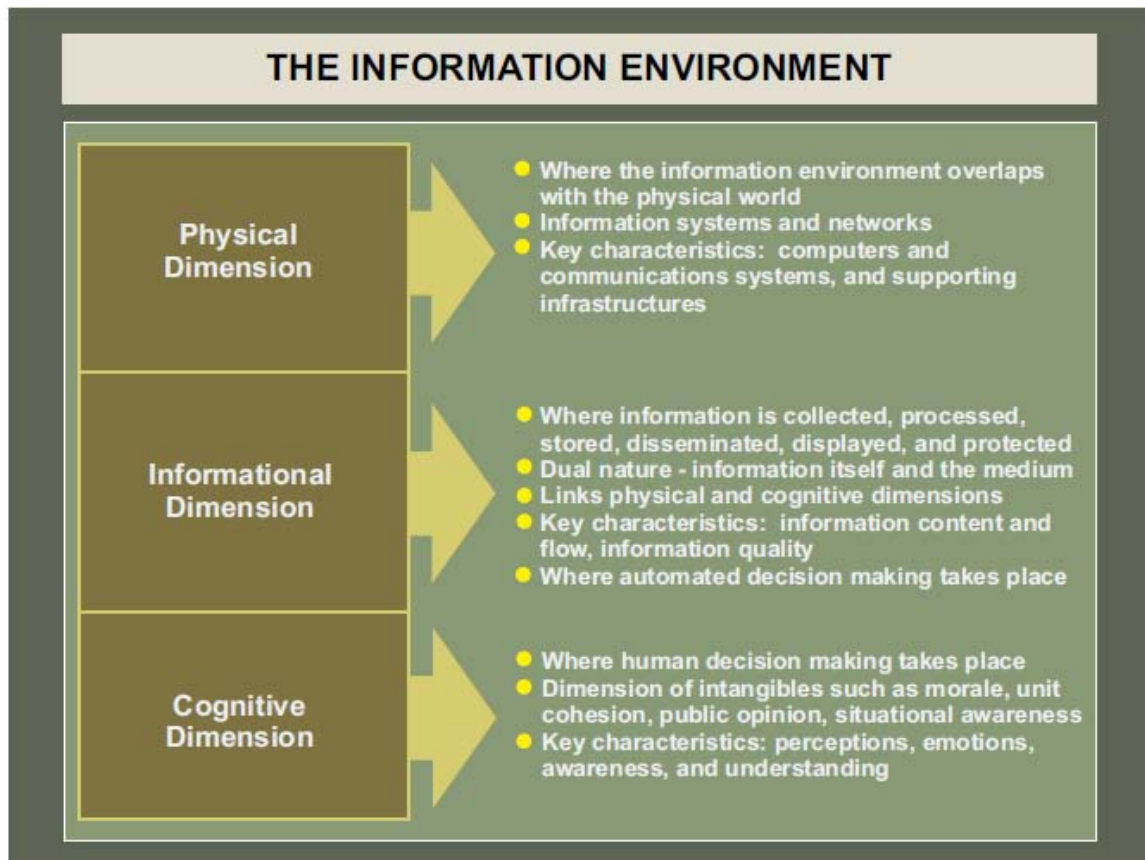 THE INFORMATION ENVIRONMENT
Physical
Dimension
Where the information environment overlaps
with the physical world
Information systems and networks
Key characteristics: computers and
communications systems, and supporting
infrastructures
Informational
Dimension
Where information is collected, processed,
stored, disseminated, displayed, and protected
Dual nature - information itself and the medium
Links physical and cognitive dimensions
Key characteristics: information content and
flow, information quality
Where automated decision making takes place
Cognitive
Dimension
Where human decision making takes place
Dimension of intangibles such as morale, unit
cohesion, public opinion, situational awareness
Key characteristics: perceptions, emotions,
awareness, and understanding